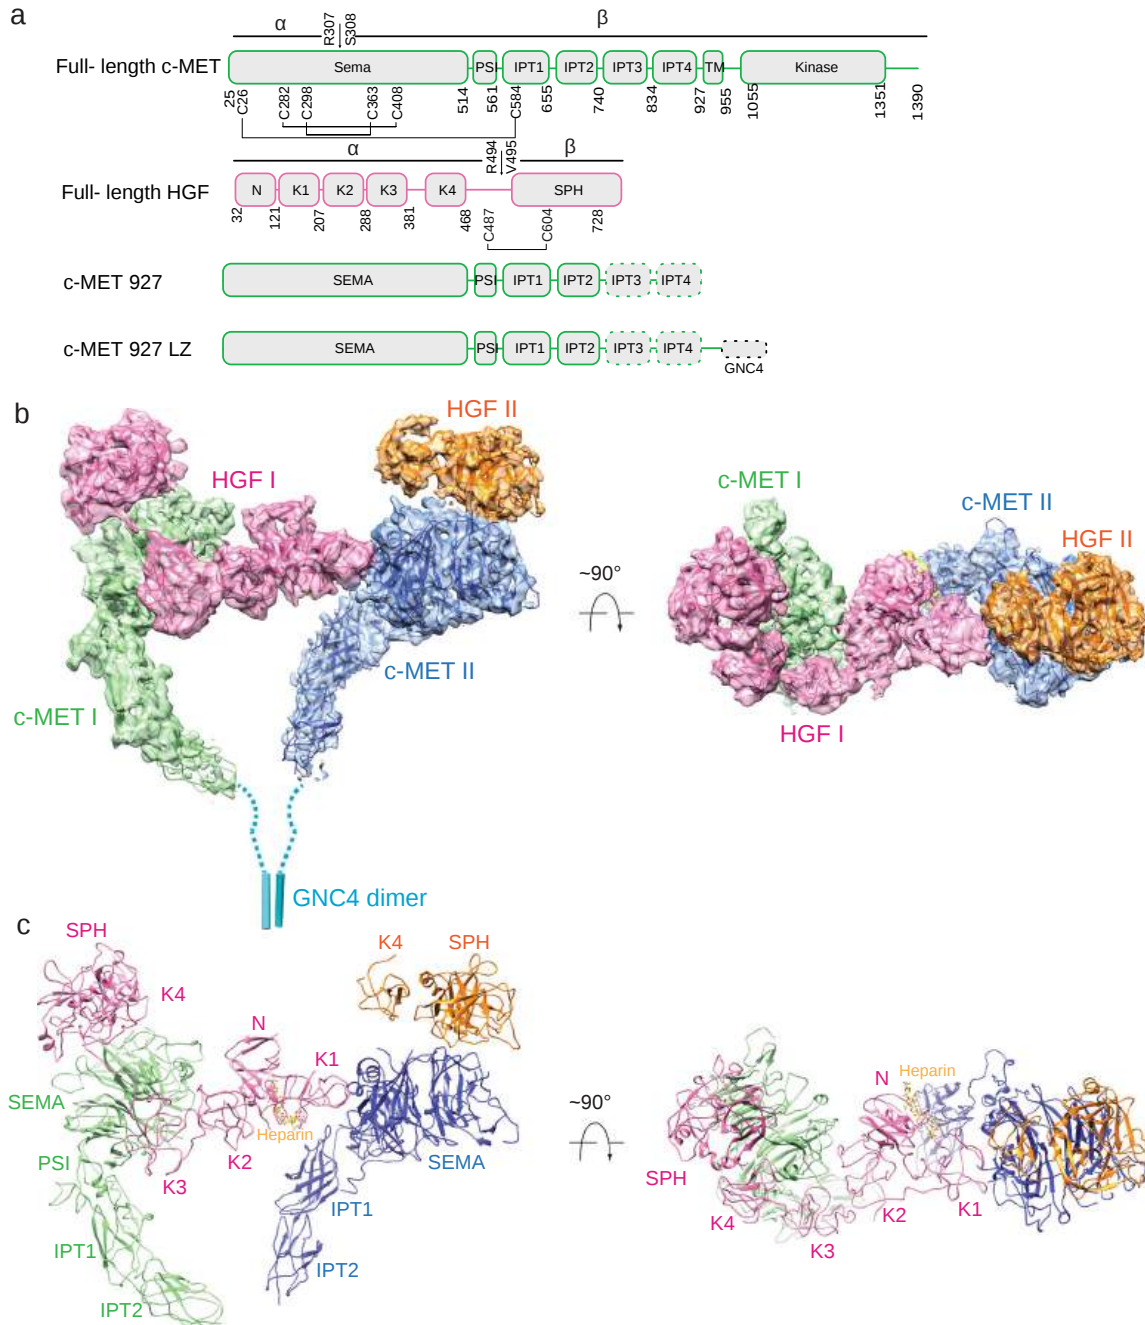 a
α
R307
S308
β
Full- length c-MET
Sema
PSI
IPT1
IPT2
IPT3
IPT4
TM
Kinase
25
C26
C282
C298
C363
C408
514
561
C584
655
740
834
927
955
1055
1351
1390
α
R494
V495
β
Full- length HGF
N
K1
K2
K3
K4
SPH
32
121
207
288
381
468
C487
C604
728
c-MET 927
SEMA
PSI
IPT1
IPT2
IPT3
IPT4
c-MET 927 LZ
SEMA
PSI
IPT1
IPT2
IPT3
IPT4
GNC4
b
HGF II
HGF I
c-MET I
c-MET II
HGF II
~90°
c-MET II
c-MET I
HGF I
GNC4 dimer
c
SPH
K4
SPH
K4
N
K1
SEMA
Heparin
K2
SEMA
PSI
K3
IPT1
IPT1
IPT2
IPT2
~90°
N
Heparin
SPH
K4
K2
K1
K3